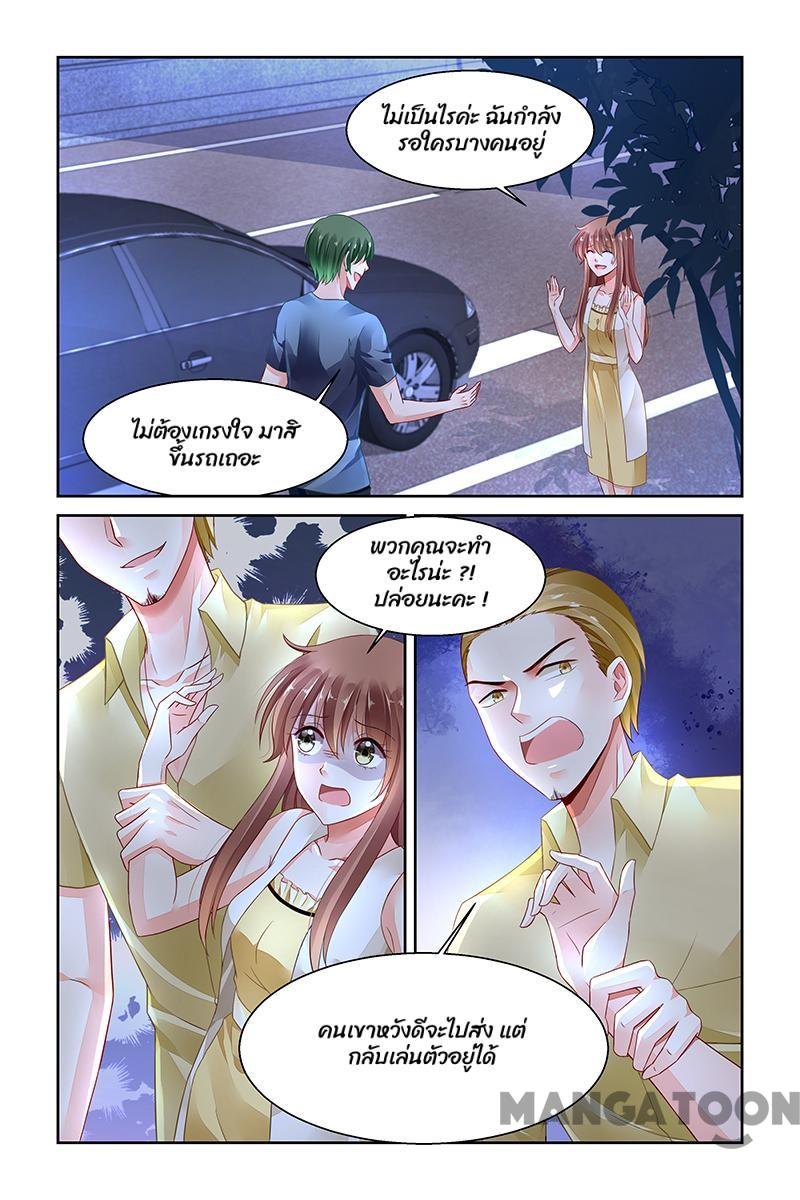 ไม่เป็นไรค่ะ ฉันกำลัง
รอใครบางคนอยู่
ไม่ต้องเกรงใจ มาสิ
ขึ้นรถเถอะ
พวกคุณจะทำ
อะไรน่ะ ?!
ปล่อยนะคะ !
คนเขาหวังดีจะไปส่ง แต่
กลับเล่นตัวอยู่ได้
MANGATOON